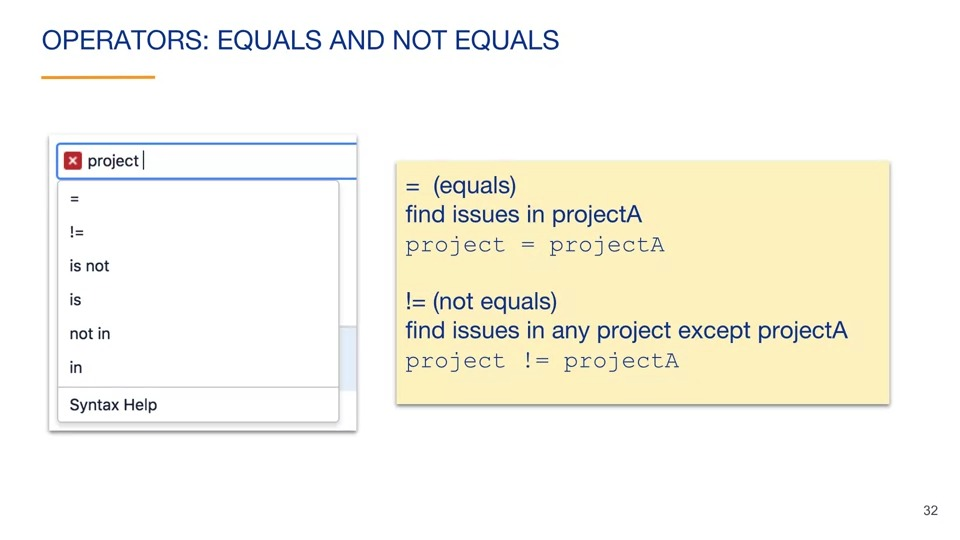 OPERATORS: EQUALS AND NOT EQUALS
project
=
!=
is not
is
not in
in
Syntax Help
= (equals)
find issues in projectA
project = projectA
!= (not equals)
find issues in any project except projectA
project != projectA
32